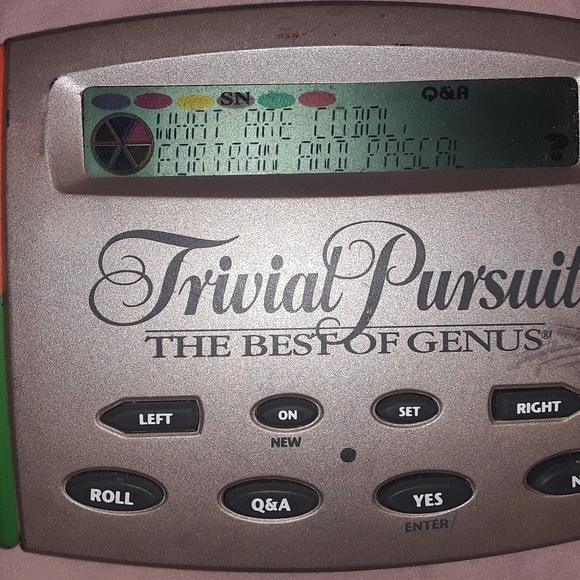 SN Q&A
WHAT ARE COBOL,
FORTRAN AND PASCAL
?
Trivial Pursuit
THE BEST OF GENUS®
LEFT ON SET RIGHT
NEW
ROLL Q&A YES N
ENTER/